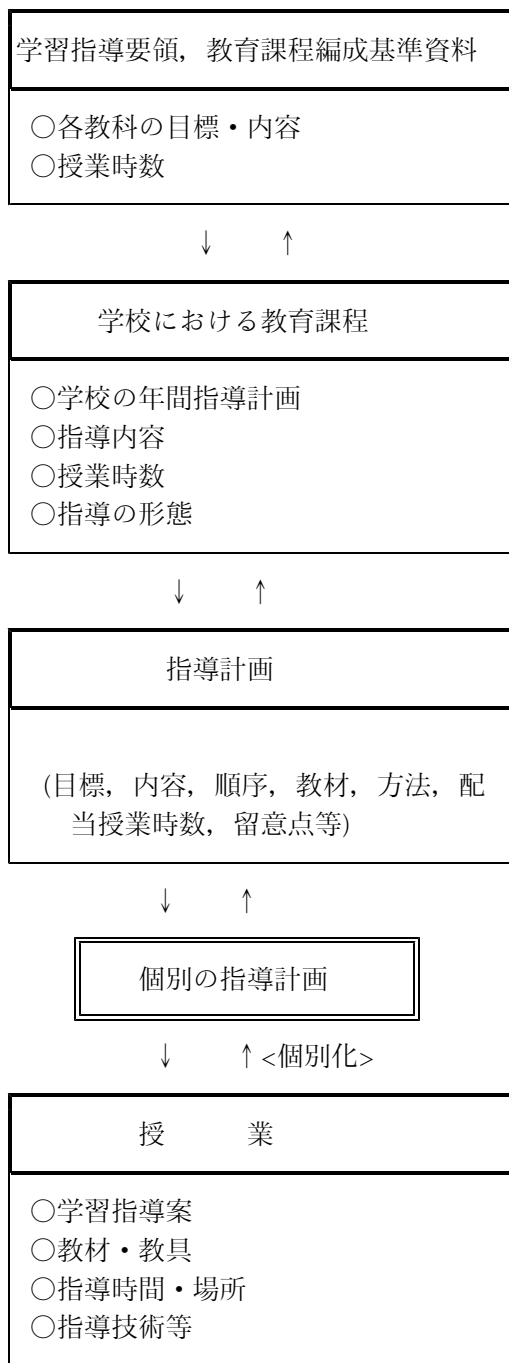 学習指導要領，教育課程編成基準資料
○各教科の目標・内容
○授業時数
↓ ↑
学校における教育課程
○学校の年間指導計画
○指導内容
○授業時数
○指導の形態
↓ ↑
指導計画
(目標，内容，順序，教材，方法，配
当授業時数，留意点等)
↓ ↑
個別の指導計画
↓ ↑<個別化>
授 業
○学習指導案
○教材・教具
○指導時間・場所
○指導技術等